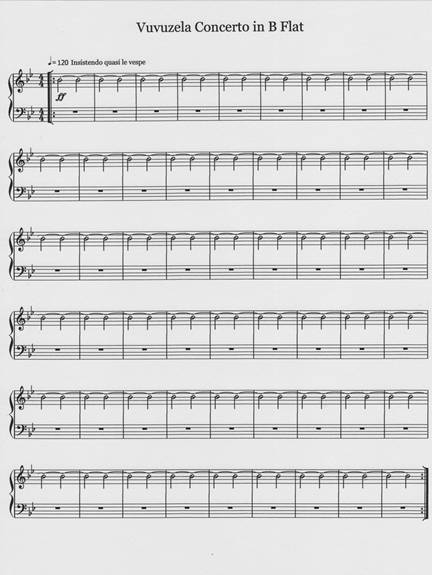 Vuvuzela Concerto in B Flat
♩= 120 Insistendo quasi le vespe
ff